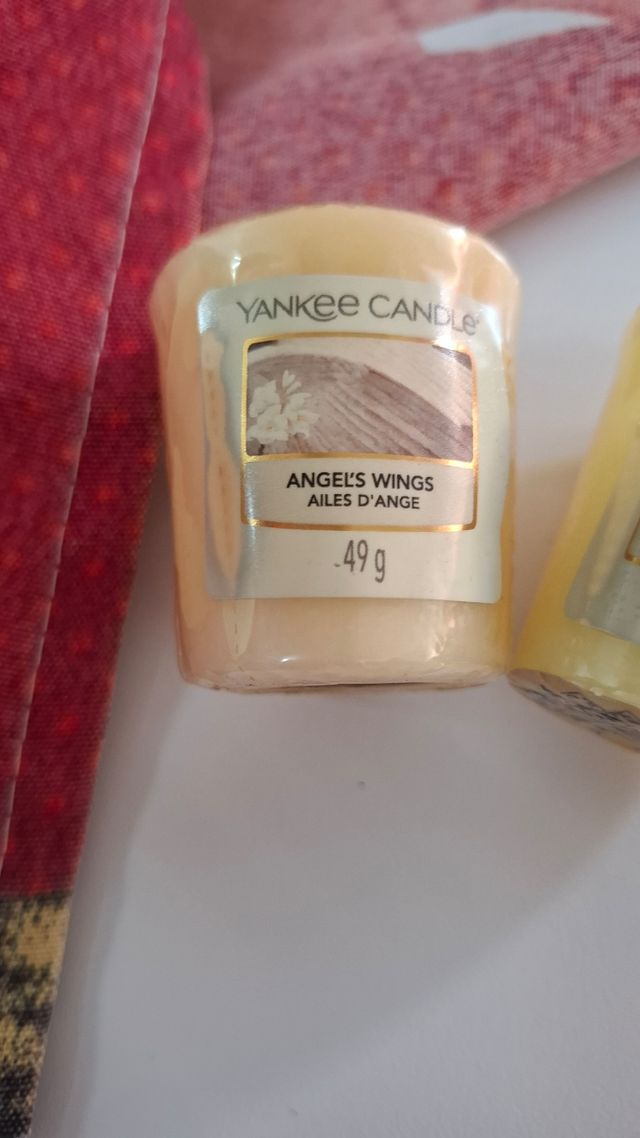 YANKEE CANDLE
ANGEL'S WINGS
AILES D'ANGE
49 g